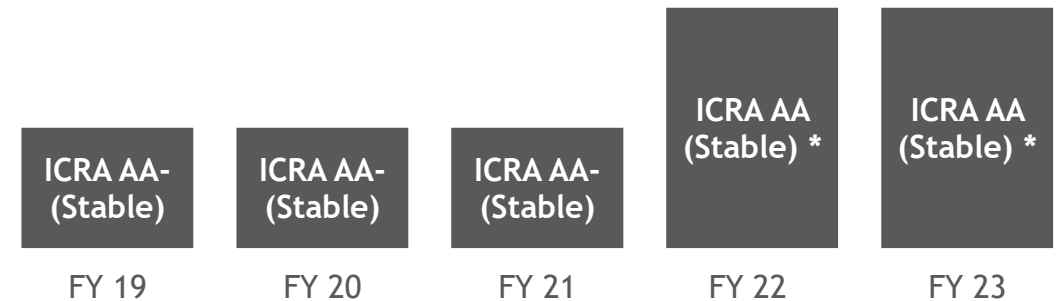 ICRA AA-
(Stable)
ICRA AA-
(Stable)
ICRA AA-
(Stable)
ICRA AA
(Stable) *
ICRA AA
(Stable) *
FY 19
FY 20
FY 21
FY 22
FY 23